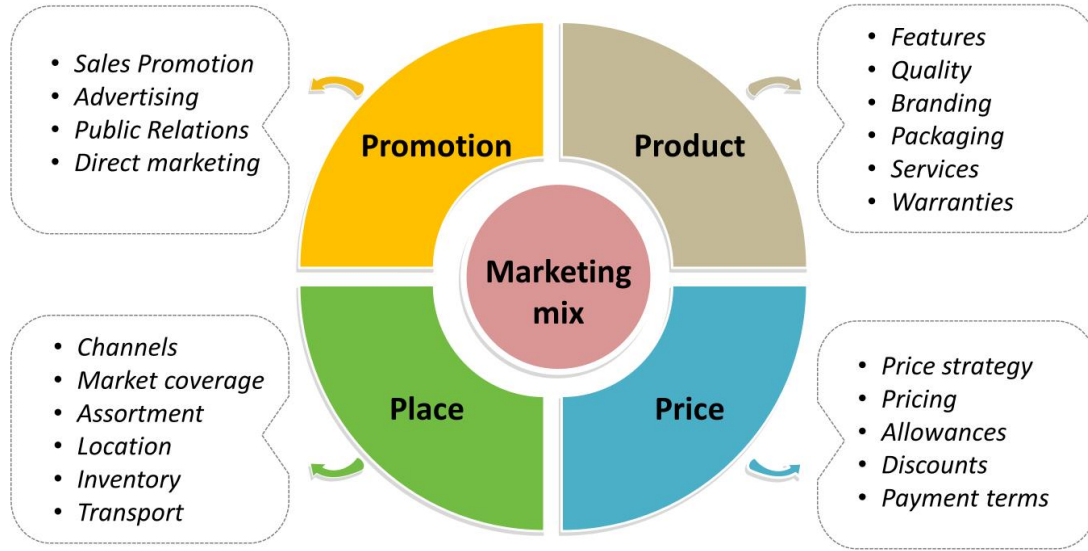 • Sales Promotion
• Advertising
• Public Relations
• Direct marketing
Promotion
Product
• Features
• Quality
• Branding
• Packaging
• Services
• Warranties
Marketing
mix
• Channels
• Market coverage
• Assortment
• Location
• Inventory
• Transport
Place
Price
• Price strategy
• Pricing
• Allowances
• Discounts
• Payment terms